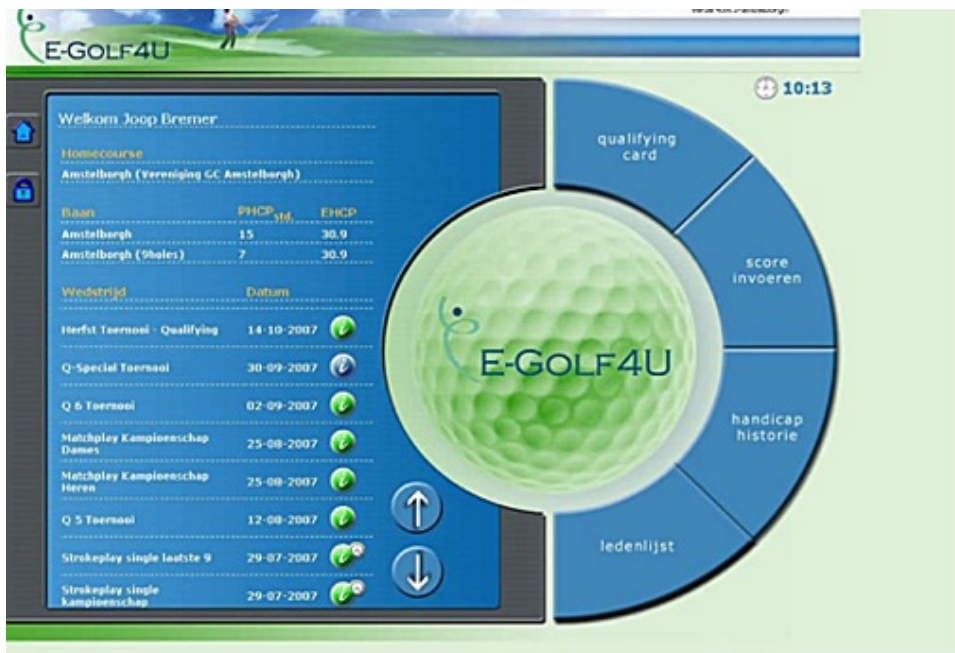 E-GOLF4U
10:13
Welkom Joop Bremer
Homecourse
Amstelborgh (Vereniging GC Amstelborgh)
Baan PHCP std. EHCP
Amstelborgh 15 30.9
Amstelborgh (9holes) 7 30.9
Wedstrijd Datum
Herfst Toernooi - Qualifying 14-10-2007
Q-Special Toernooi 30-09-2007
Q 6 Toernooi 02-09-2007
Matchplay Kampioenschap
Dames 25-08-2007
Matchplay Kampioenschap
Heren 25-08-2007
Q 5 Toernooi 12-08-2007
Strokeplay single laatste 9 29-07-2007
Strokeplay single
kampioenschap 29-07-2007
E-GOLF4U
qualifying
card
score
invoeren
handicap
historie
ledenlijst